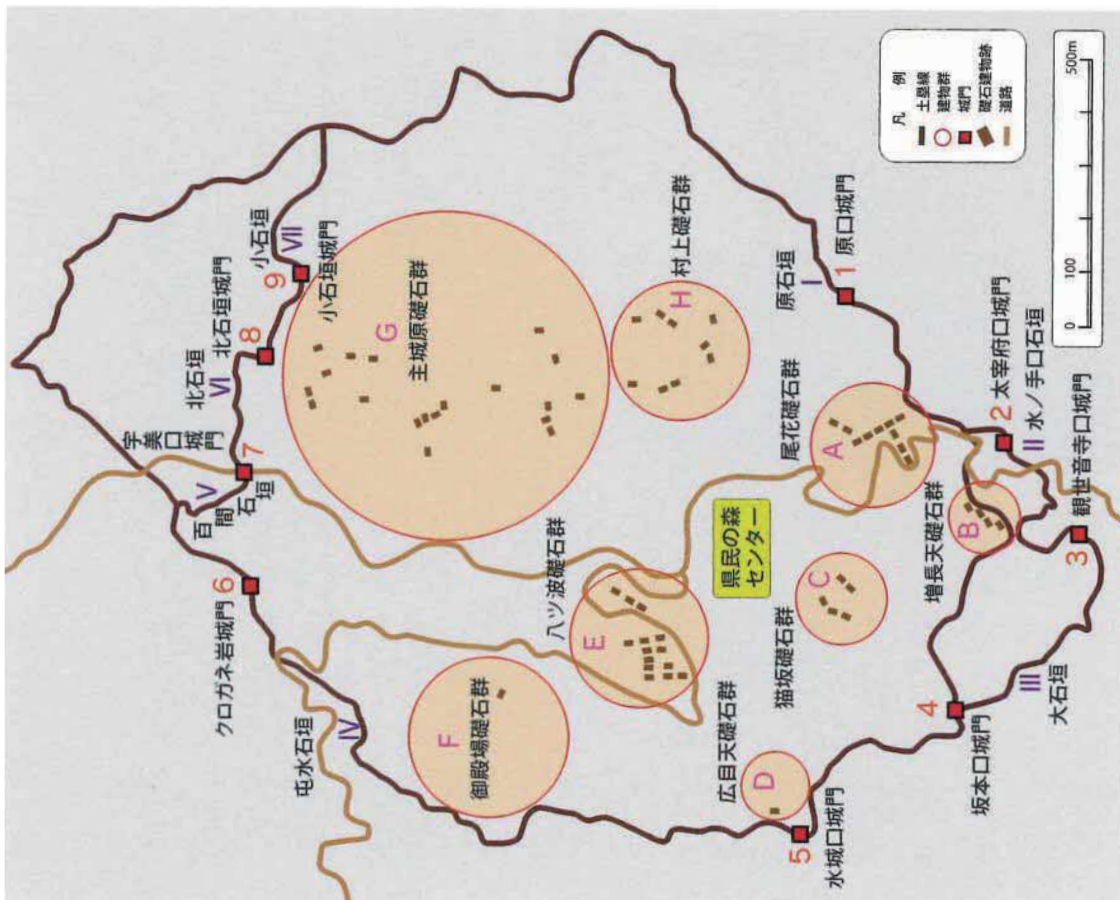 宇美口城門
北石垣
VI
北石垣城門
8
小石垣
VII
9
小石垣城門
7
V
百間石垣
6
クロガネ岩城門
屯水石垣
IV
F
御殿場礎石群
八ツ波礎石群
E
G
主城原礎石群
H
村上礎石群
原石垣
I
1
原口城門
県民の森
センター
尾花礎石群
A
猫坂礎石群
C
広目天礎石群
D
5
水城口城門
増長天礎石群
B
2
太宰府口城門
II
水ノ手口石垣
3
観世音寺口城門
4
坂本口城門
III
大石垣
凡 例
土塁線
建物群
城門
礎石建物跡
道路
0
100
500m